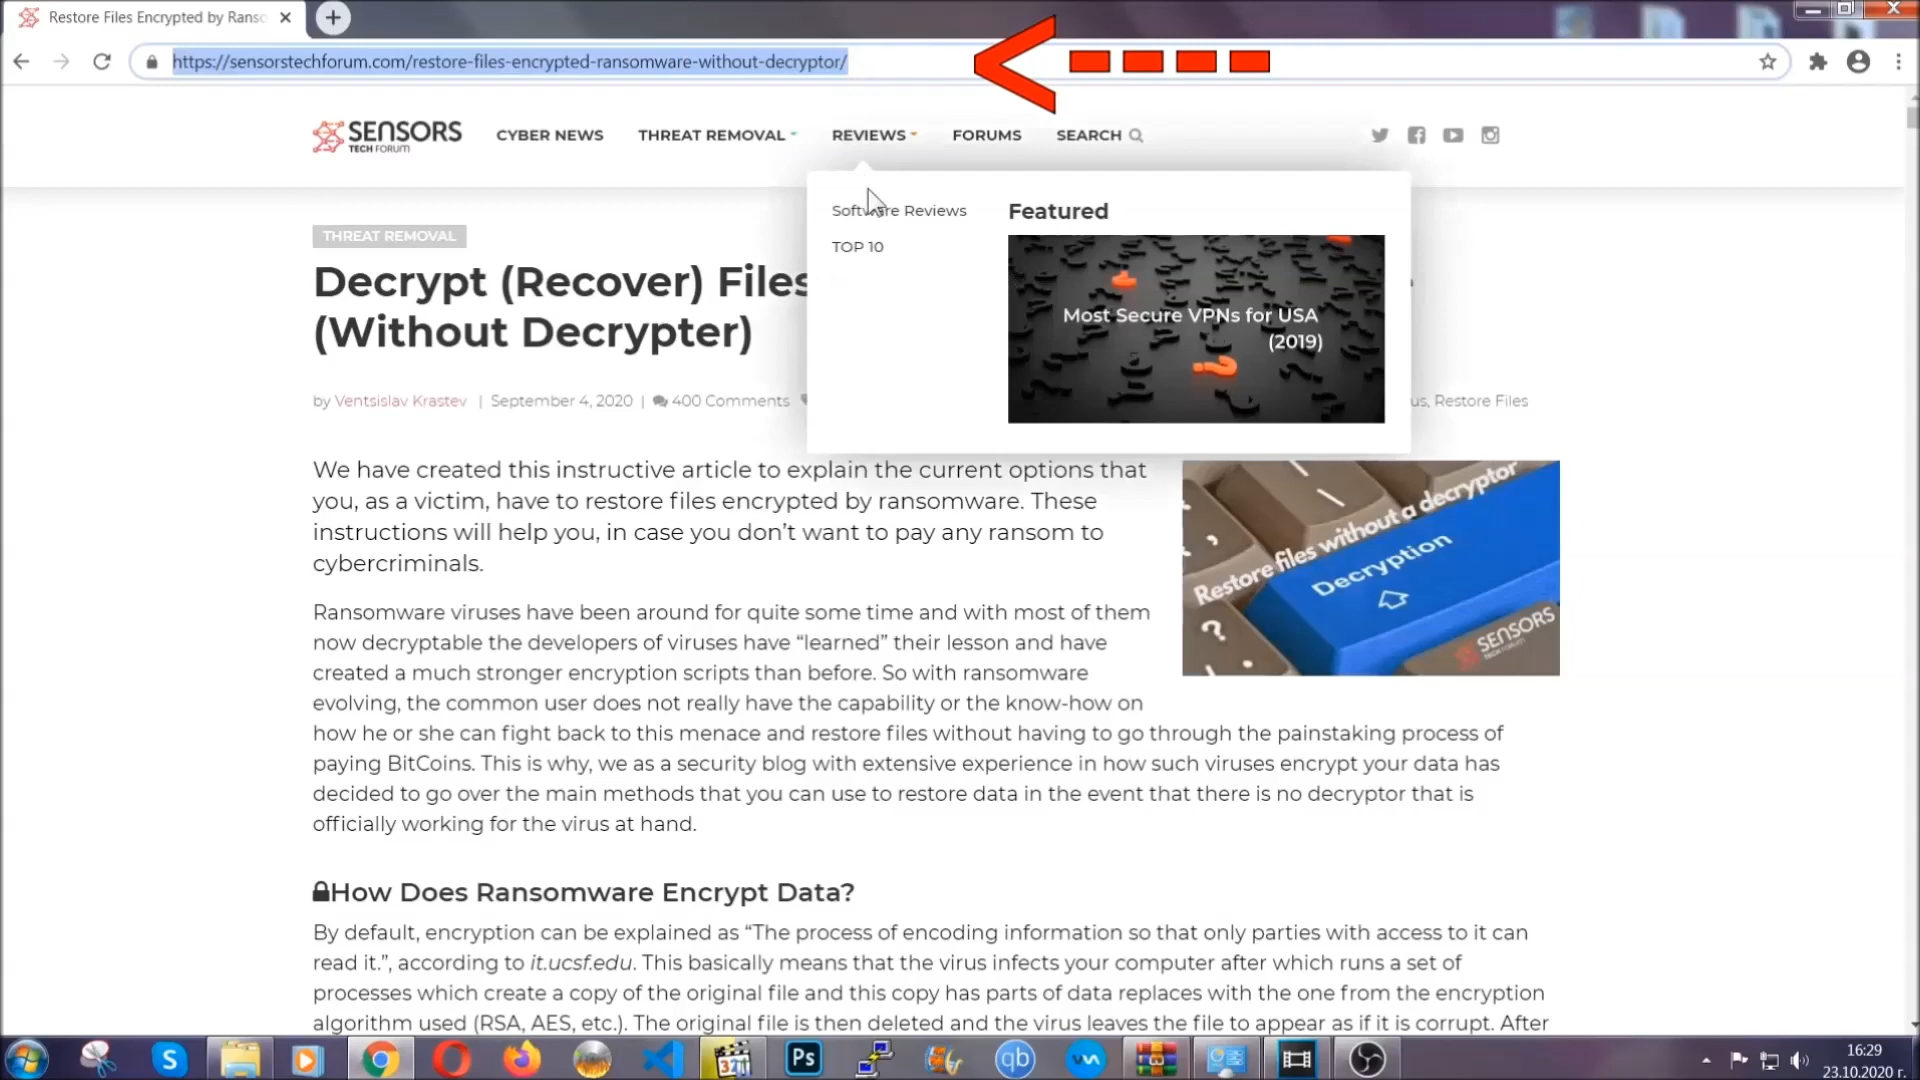 Restore Files Encrypted by Ranso
https://sensorstechforum.com/restore-files-encrypted-ransomware-without-decryptor/
SENSORS
TECH FORUM
CYBER NEWS
THREAT REMOVAL
REVIEWS
FORUMS
SEARCH
Software Reviews
TOP 10
Featured
Most Secure VPNs for USA
(2019)
THREAT REMOVAL
Decrypt (Recover) Files
(Without Decrypter)
by Ventsislav Krastev | September 4, 2020 | 400 Comments
us, Restore Files
We have created this instructive article to explain the current options that
you, as a victim, have to restore files encrypted by ransomware. These
instructions will help you, in case you don’t want to pay any ransom to
cybercriminals.
Restore files without a decryptor
Decryption
SENSORS
TECH FORUM
Ransomware viruses have been around for quite some time and with most of them
now decryptable the developers of viruses have “learned” their lesson and have
created a much stronger encryption scripts than before. So with ransomware
evolving, the common user does not really have the capability or the know-how on
how he or she can fight back to this menace and restore files without having to go through the painstaking process of
paying BitCoins. This is why, we as a security blog with extensive experience in how such viruses encrypt your data has
decided to go over the main methods that you can use to restore data in the event that there is no decryptor that is
officially working for the virus at hand.
How Does Ransomware Encrypt Data?
By default, encryption can be explained as “The process of encoding information so that only parties with access to it can
read it.”, according to it.ucsf.edu. This basically means that the virus infects your computer after which runs a set of
processes which create a copy of the original file and this copy has parts of data replaces with the one from the encryption
algorithm used (RSA, AES, etc.). The original file is then deleted and the virus leaves the file to appear as if it is corrupt. After
S
321
Ps
qb
16:29
23.10.2020 г.